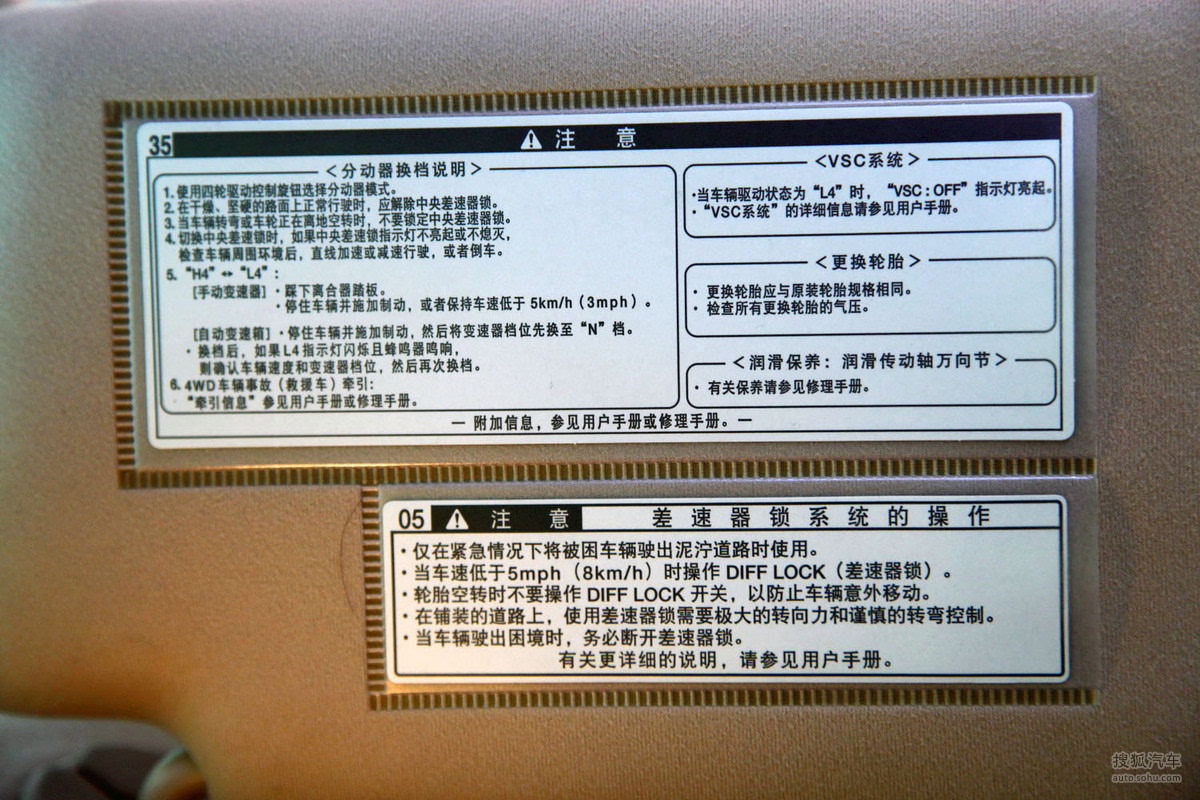 35
⚠ 注 意
<分动器换档说明>
1. 使用四轮驱动控制旋钮选择分动器模式。
2. 在干燥、坚硬的路面上正常行驶时，应解除中央差速器锁。
3. 当车辆转弯或车轮正在离地空转时，不要锁定中央差速器锁。
4. 切换中央差速锁时，如果中央差速锁指示灯不亮起或不熄灭，
检查车辆周围环境后，直线加速或减速行驶，或者倒车。
5. “H4” ↔ “L4”：
[手动变速器]・踩下离合器踏板。
・停住车辆并施加制动，或者保持车速低于 5km/h（3mph）。
[自动变速箱]・停住车辆并施加制动，然后将变速器档位先换至“N”档。
・换档后，如果L4指示灯闪烁且蜂鸣器鸣响，
则确认车辆速度和变速器档位，然后再次换档。
6. 4WD车辆事故（救援车）牵引：
“牵引信息”参见用户手册或修理手册。
<VSC系统>
・当车辆驱动状态为“L4”时，“VSC : OFF”指示灯亮起。
・“VSC系统”的详细信息请参见用户手册。
<更换轮胎>
・更换轮胎应与原装轮胎规格相同。
・检查所有更换轮胎的气压。
<润滑保养：润滑传动轴万向节>
・有关保养请参见修理手册。
— 附加信息，参见用户手册或修理手册。—
05 ⚠ 注 意 差速器锁系统的操作
・仅在紧急情况下将被困车辆驶出泥泞道路时使用。
・当车速低于5mph（8km/h）时操作 DIFF LOCK（差速器锁）。
・轮胎空转时不要操作 DIFF LOCK 开关，以防止车辆意外移动。
・在铺装的道路上，使用差速器锁需要极大的转向力和谨慎的转弯控制。
・当车辆驶出困境时，务必断开差速器锁。
有关更详细的说明，请参见用户手册。
搜狐汽车
auto.sohu.com